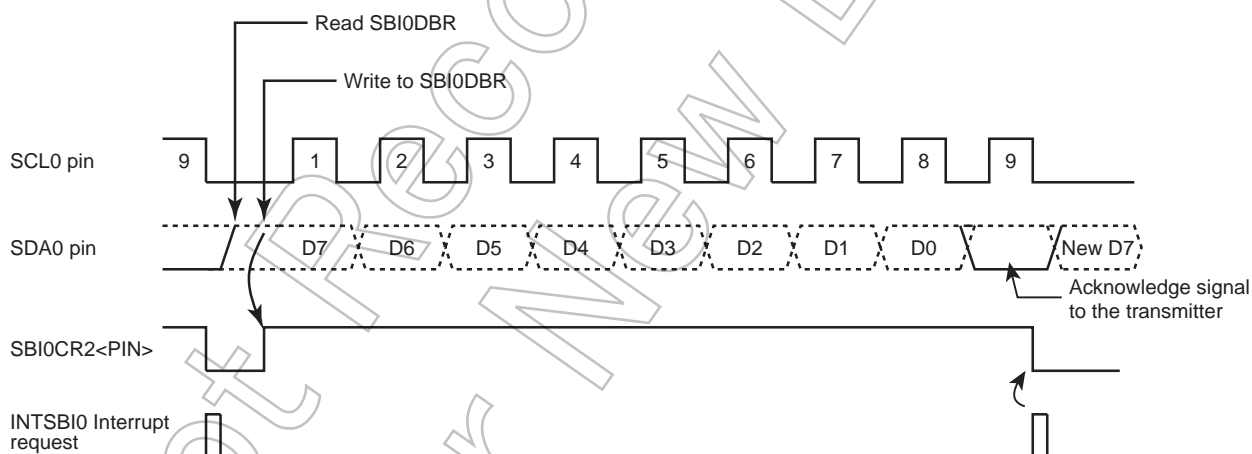 Read SBI0DBR
Write to SBI0DBR
SCL0 pin 9 1 2 3 4 5 6 7 8 9
SDA0 pin D7 D6 D5 D4 D3 D2 D1 D0 New D7
Acknowledge signal
to the transmitter
SBI0CR2<PIN>
INTSBI0 Interrupt
request